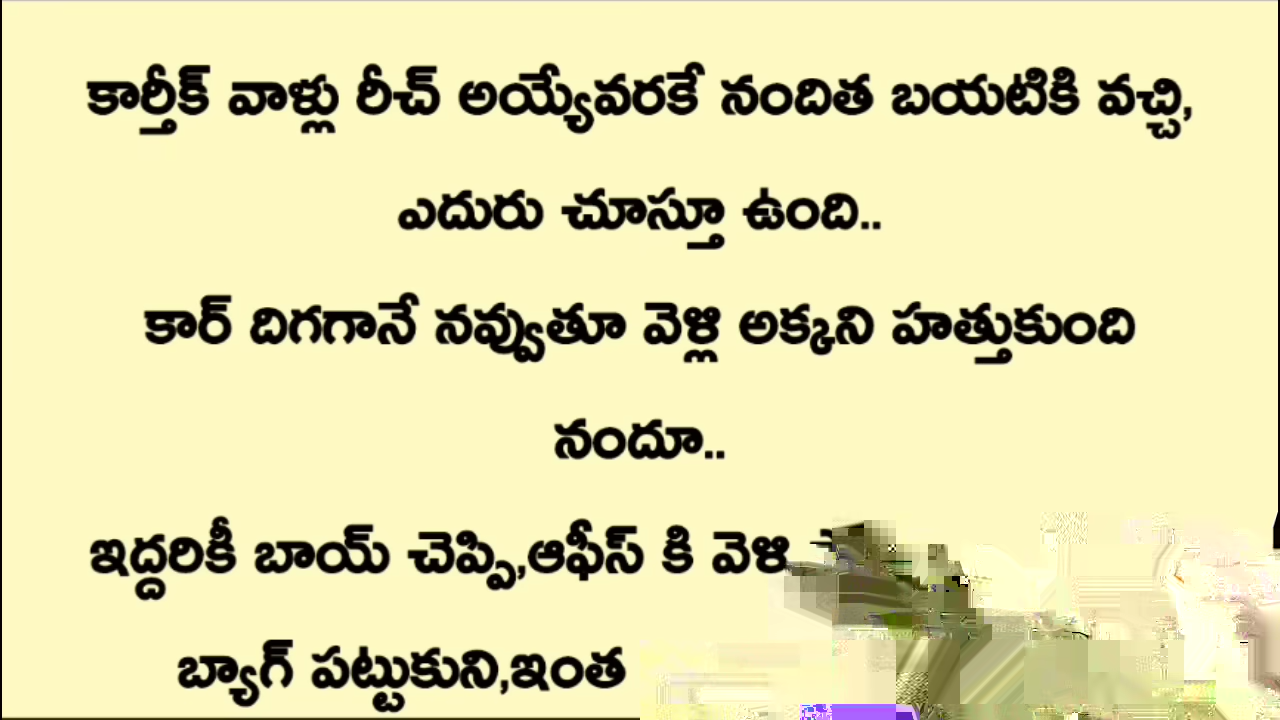 కార్తీక్ వాళ్లు రీచ్ అయ్యేవరకే నందిత బయటికి వచ్చి,
ఎదురు చూస్తూ ఉంది..
కార్ దిగగానే నవ్వుతూ వెళ్లి అక్కని హత్తుకుంది
నందూ..
ఇద్దరికీ బాయ్ చెప్పి,ఆఫీస్ కి
బ్యాగ్ పట్టుకుని,ఇంత